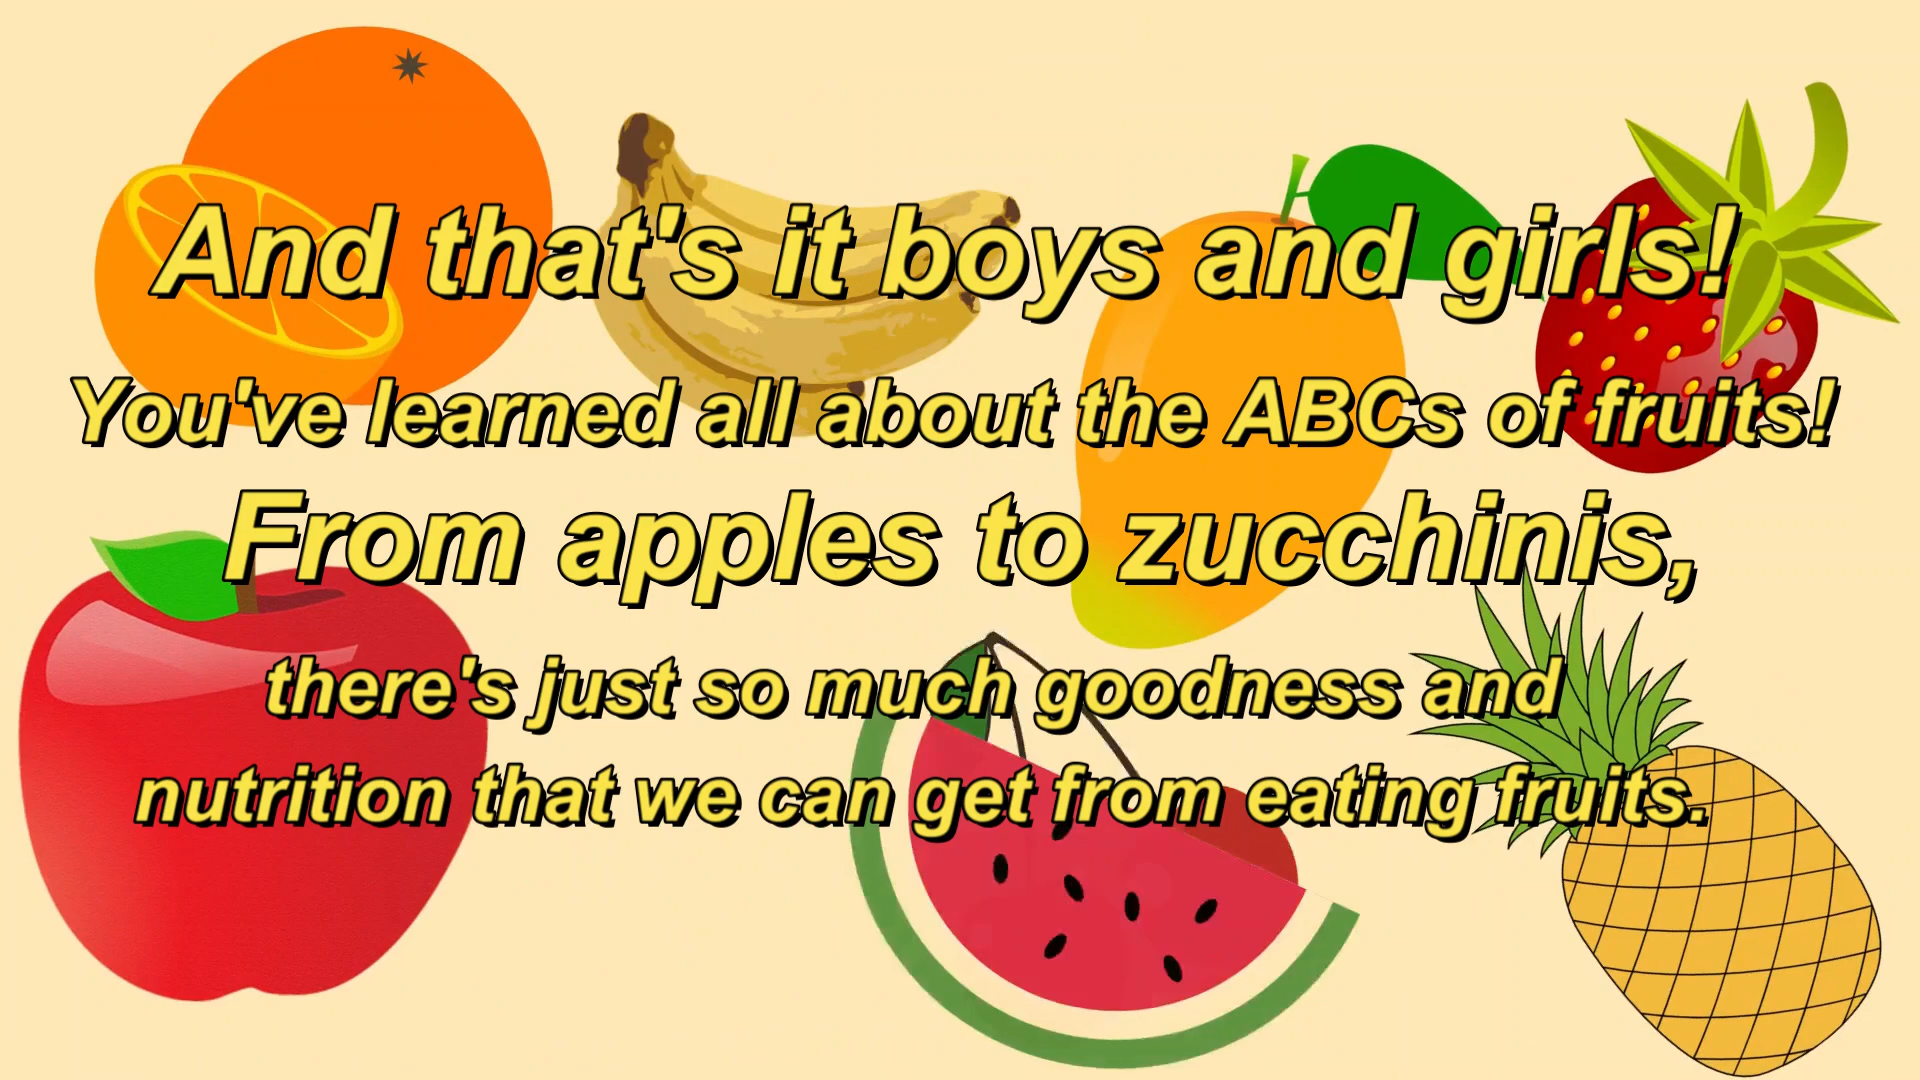 And that's it boys and girls!
You've learned all about the ABCs of fruits!
From apples to zucchinis,
there's just so much goodness and
nutrition that we can get from eating fruits.